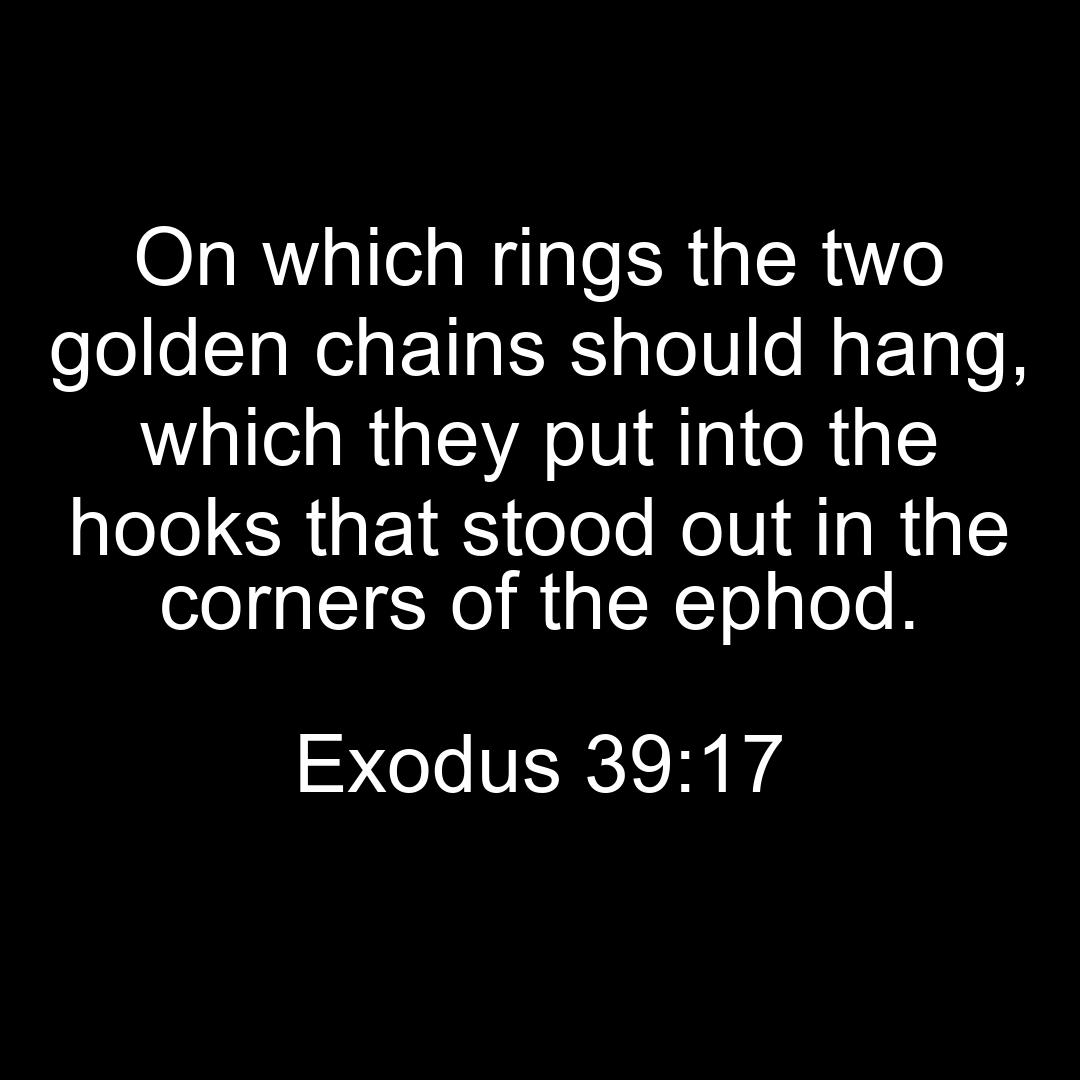 On which rings the two
golden chains should hang,
which they put into the
hooks that stood out in the
corners of the ephod.
Exodus 39:17